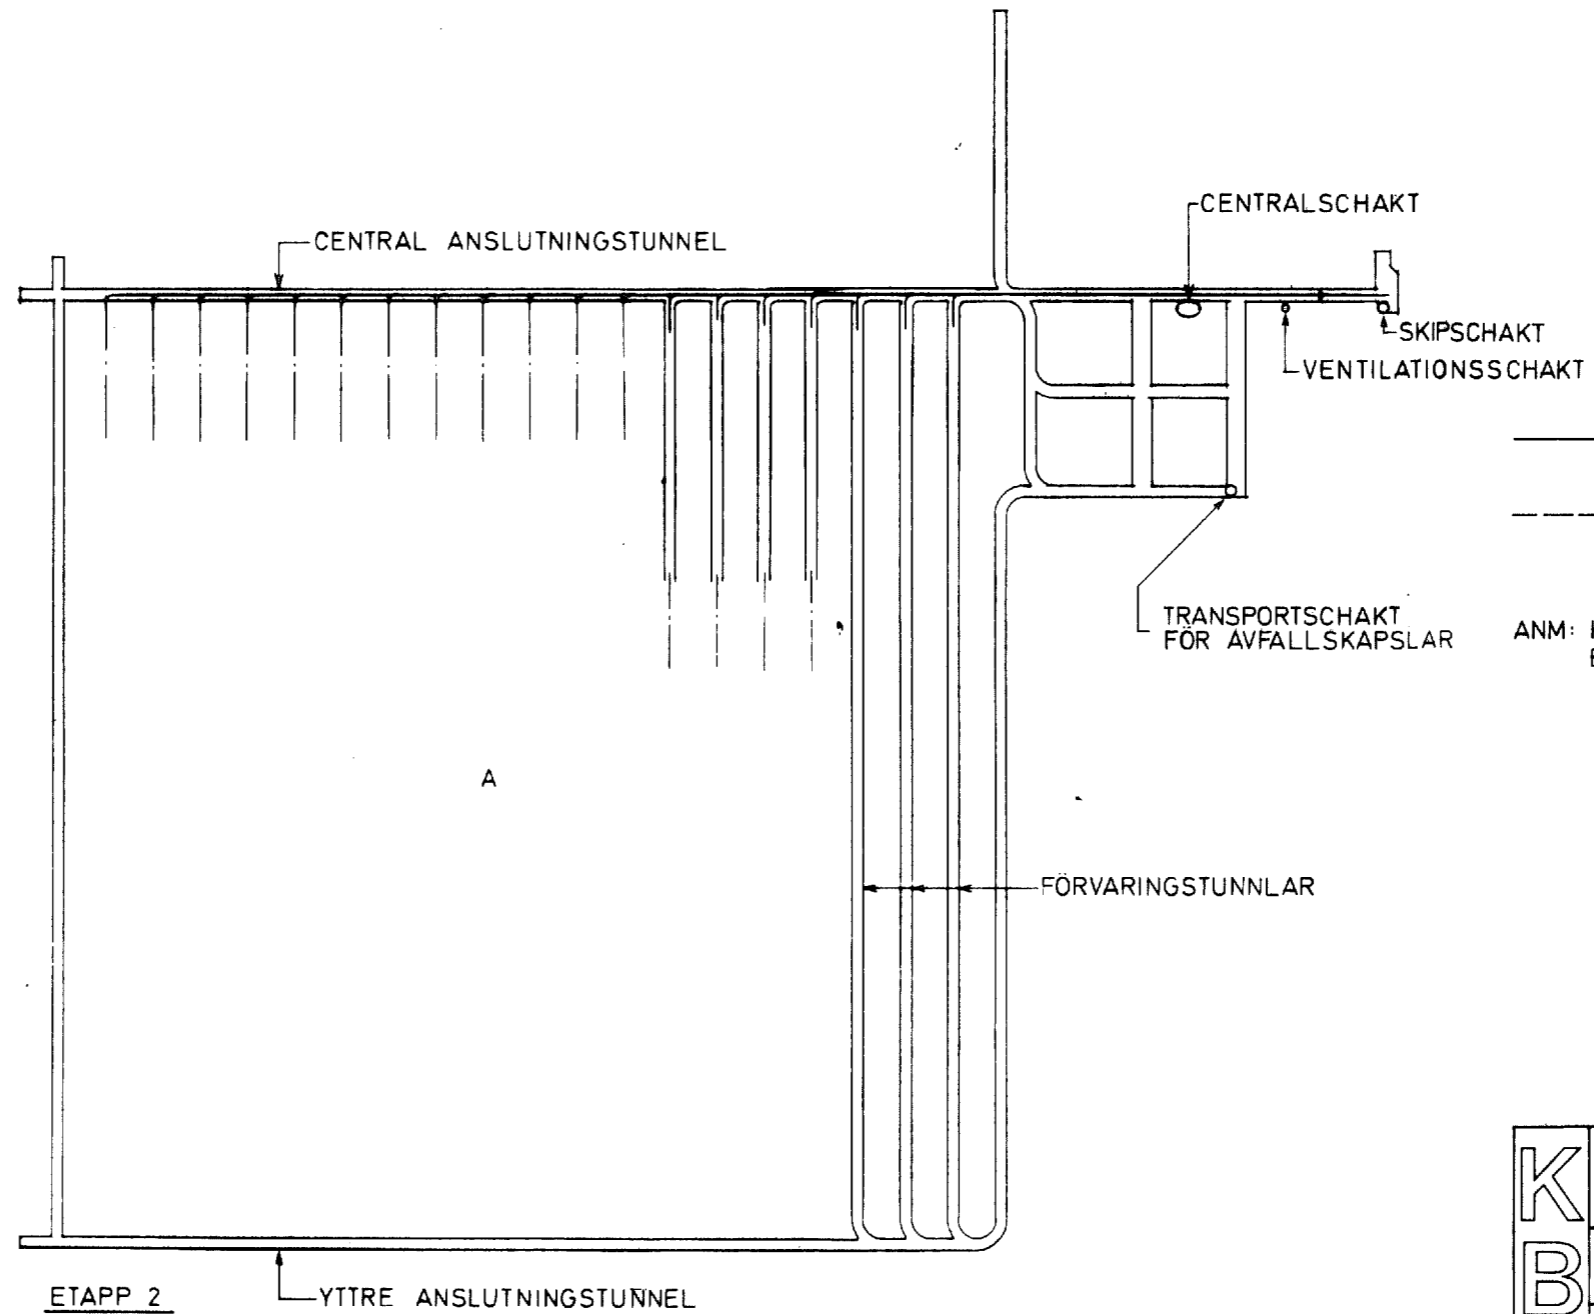 CENTRALSCHAKT
CENTRAL ANSLUTNINGSTUNNEL
SKIPSCHAKT
VENTILATIONSSCHAKT
TRANSPORTSCHAKT
FÖR AVFALLSKAPSLAR
ANM:
A
FÖRVARINGSTUNNLAR
K
B
ETAPP 2
YTTRE ANSLUTNINGSTUNNEL